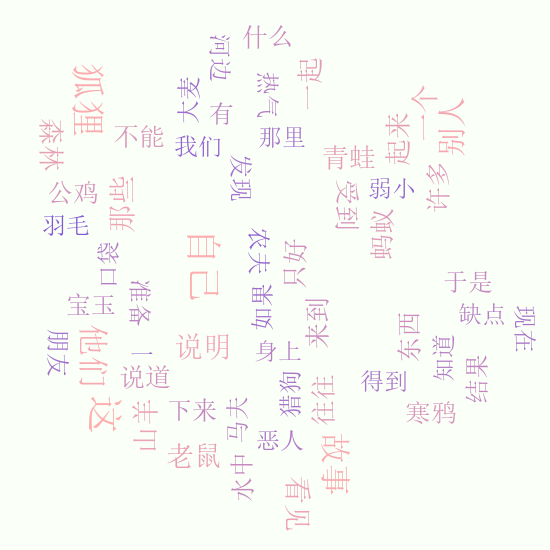 什么
河边
狐狸
热气
一起
大麦
有
一个
别人
森林
不能
我们
那里
起来
青蛙
发现
许多
公鸡
那言
受到
弱小
羽毛
蚂蚁
自己
农夫
只好
口袋
于是
准备
宝玉
如果
来到
缺点
现在
朋友
他们
一
说明
身上
东西
知道
说道
得到
结果
猎狗
往往
这
山羊
下来
马夫
寒鸦
恶人
老鼠
故事
水中
看见